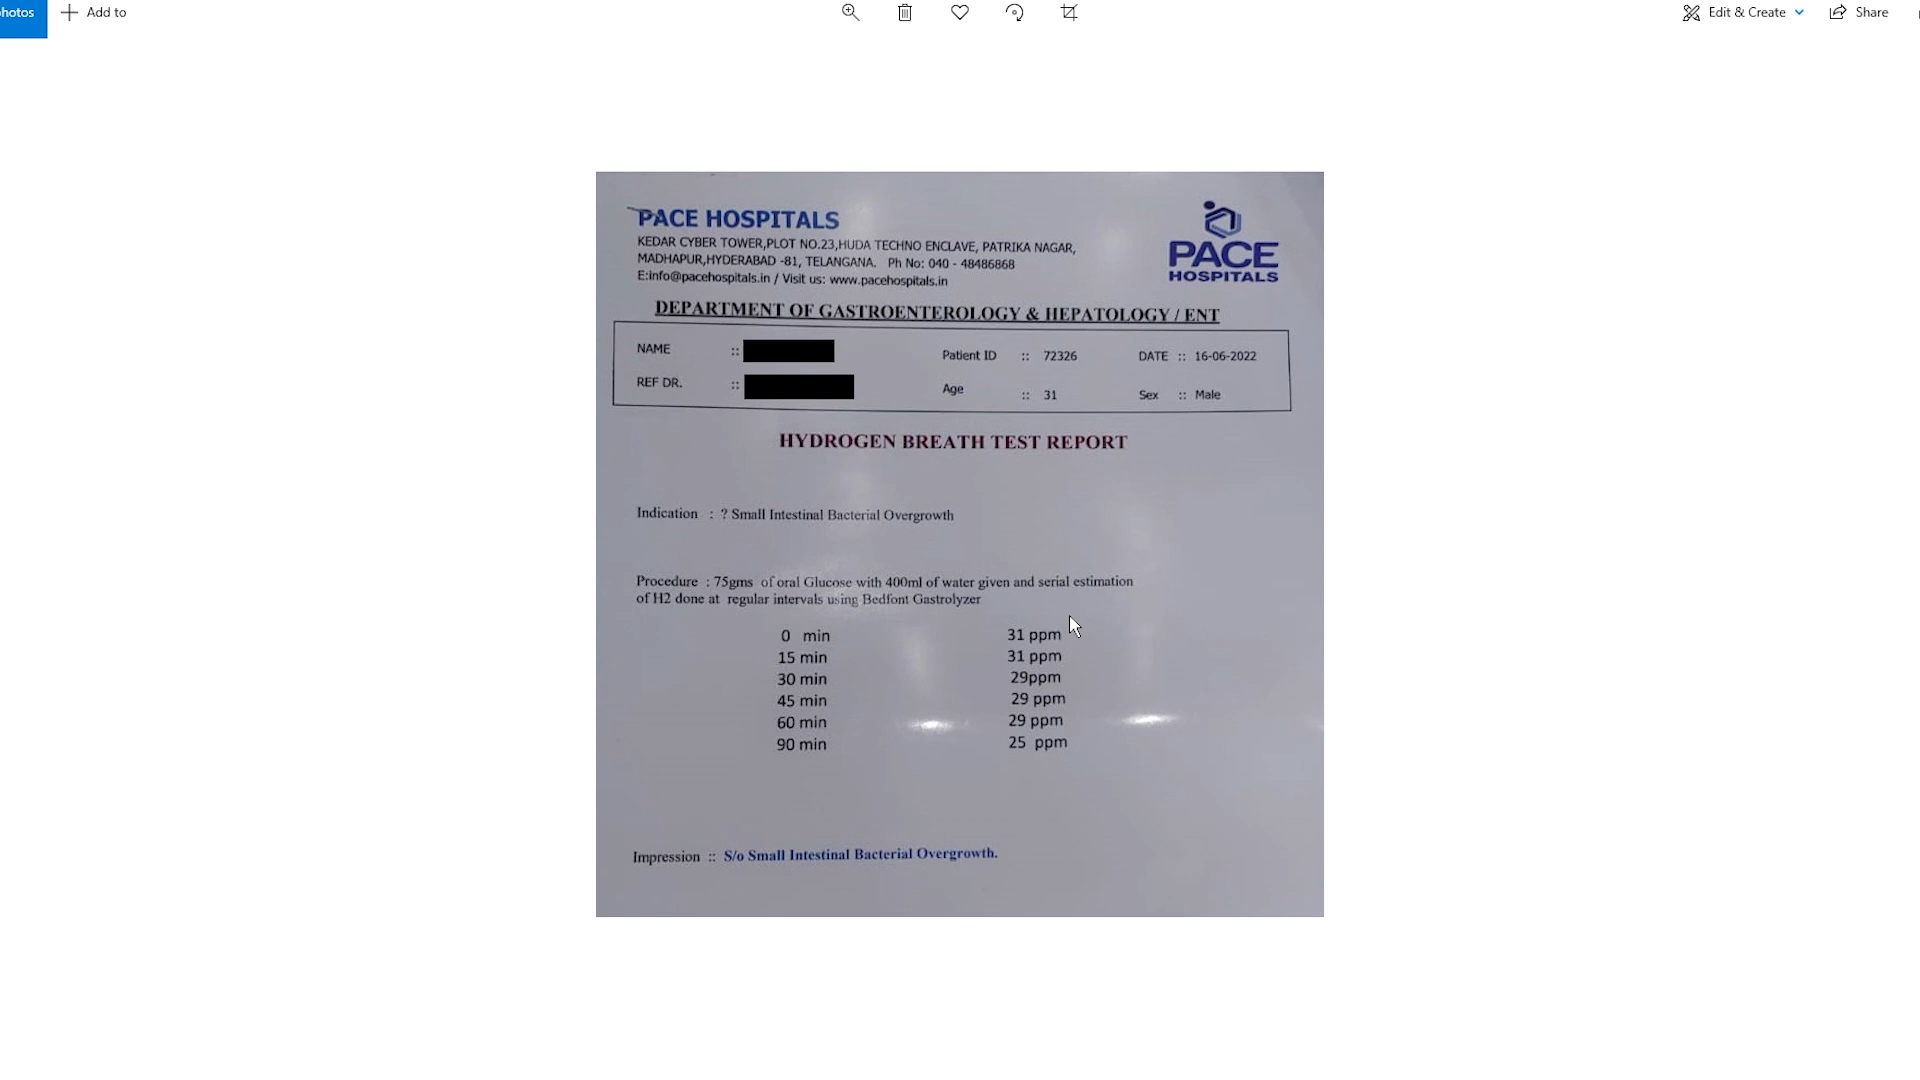 hotos
Add to
Edit & Create
Share
PACE HOSPITALS
KEDAR CYBER TOWER,PLOT NO.23,HUDA TECHNO ENCLAVE, PATRIKA NAGAR,
MADHAPUR,HYDERABAD -81, TELANGANA. Ph No: 040 - 48486868
E:info@pacehospitals.in / Visit us: www.pacehospitals.in
PACE
HOSPITALS
DEPARTMENT OF GASTROENTEROLOGY & HEPATOLOGY / ENT
NAME :: Patient ID :: 72326 DATE :: 16-06-2022
REF DR. :: Age :: 31 Sex :: Male
HYDROGEN BREATH TEST REPORT
Indication : ? Small Intestinal Bacterial Overgrowth
Procedure : 75gms of oral Glucose with 400ml of water given and serial estimation
of H2 done at regular intervals using Bedfont Gastrolyzer
0 min 31 ppm
15 min 31 ppm
30 min 29ppm
45 min 29 ppm
60 min 29 ppm
90 min 25 ppm
Impression :: S/o Small Intestinal Bacterial Overgrowth.